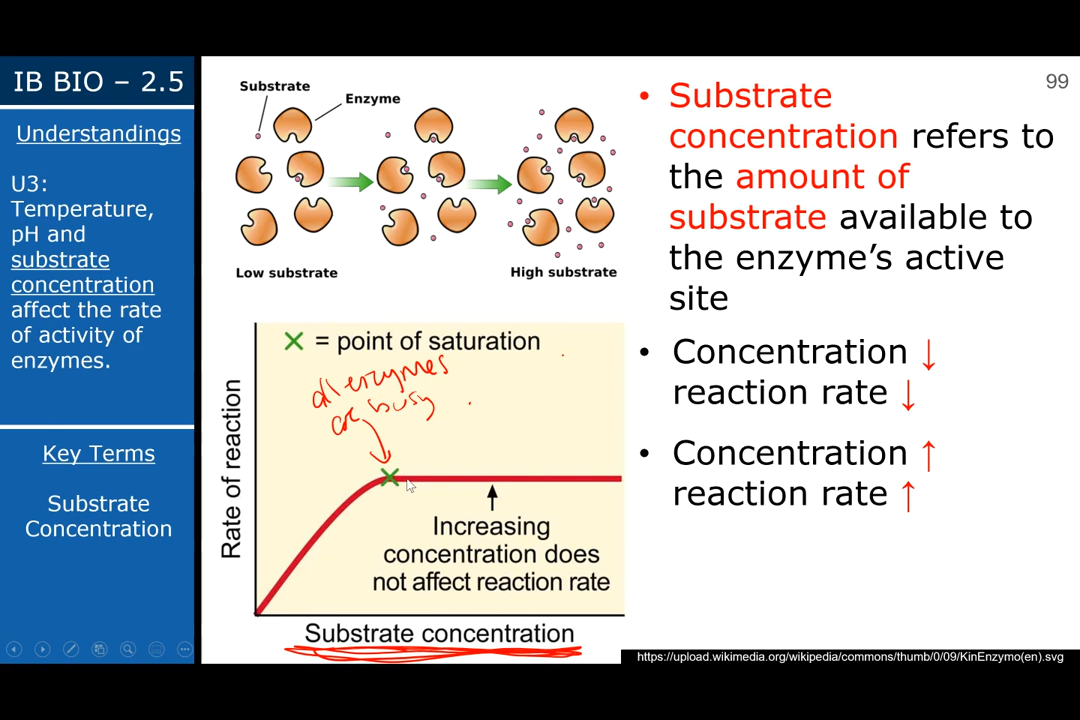 IB BIO – 2.5
Understandings
U3:
Temperature,
pH and
substrate
concentration
affect the rate
of activity of
enzymes.
Key Terms
Substrate
Concentration
Substrate
Enzyme
Low substrate
High substrate
X = point of saturation
all enzymes
are busy
Rate of reaction
Increasing
concentration does
not affect reaction rate
Substrate concentration
99
• Substrate
concentration refers to
the amount of
substrate available to
the enzyme’s active
site
• Concentration ↓
reaction rate ↓
• Concentration ↑
reaction rate ↑
https://upload.wikimedia.org/wikipedia/commons/thumb/0/09/KinEnzymo(en).svg